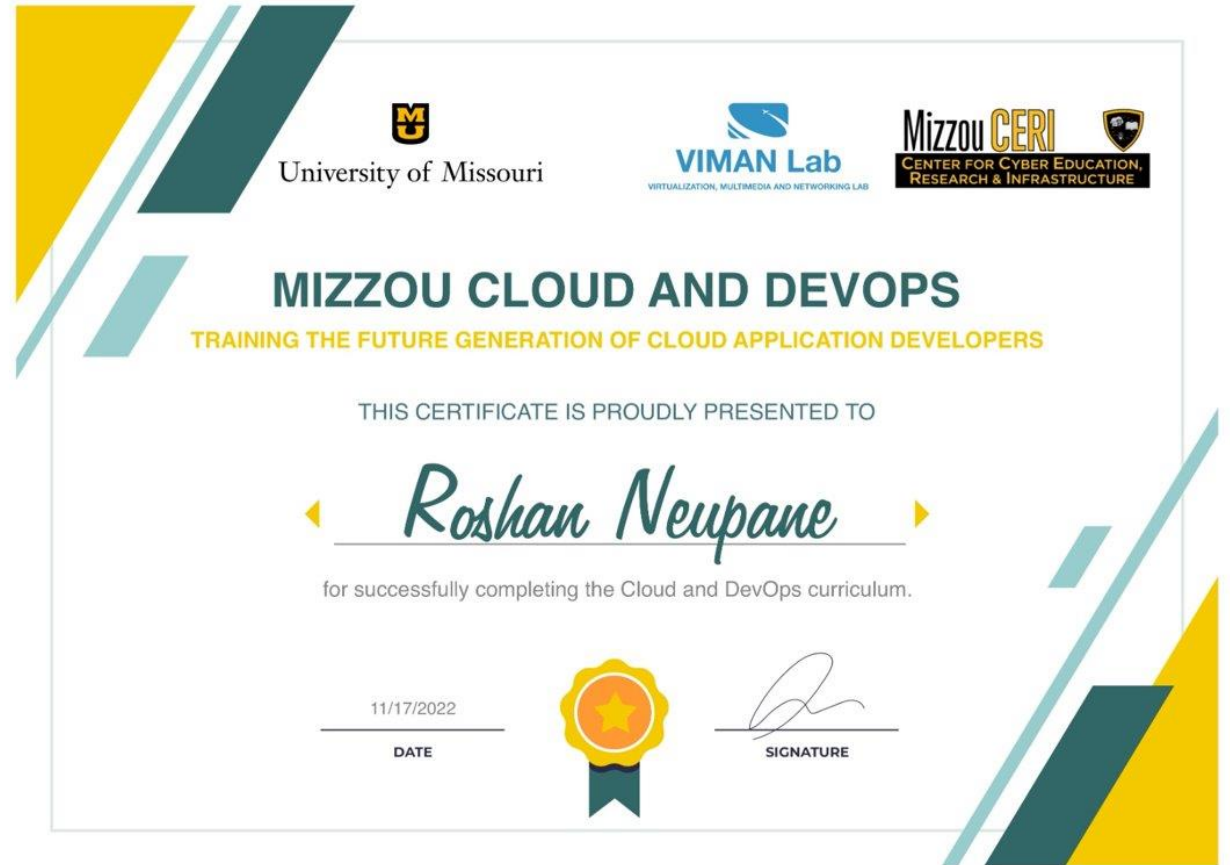 MU
University of Missouri
VIMAN Lab
VIRTUALIZATION, MULTIMEDIA AND NETWORKING LAB
Mizzou CERI
CENTER FOR CYBER EDUCATION,
RESEARCH & INFRASTRUCTURE
MIZZOU CLOUD AND DEVOPS
TRAINING THE FUTURE GENERATION OF CLOUD APPLICATION DEVELOPERS
THIS CERTIFICATE IS PROUDLY PRESENTED TO
Roshan Neupane
for successfully completing the Cloud and DevOps curriculum.
11/17/2022
DATE
SIGNATURE